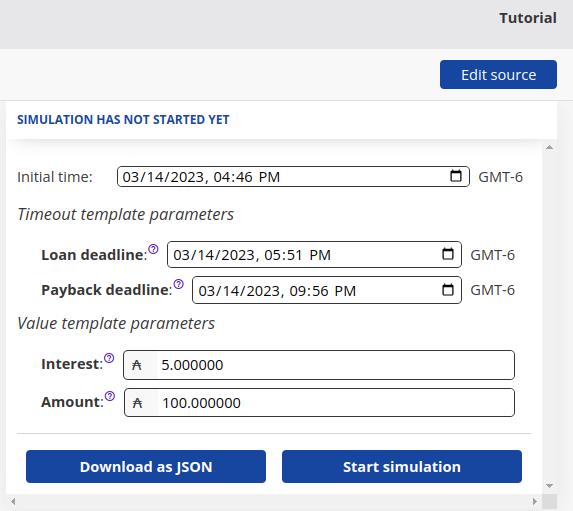 Tutorial
Edit source
SIMULATION HAS NOT STARTED YET
Initial time: 03/14/2023, 04:46 PM GMT-6
Timeout template parameters
Loan deadline:? 03/14/2023, 05:51 PM GMT-6
Payback deadline:? 03/14/2023, 09:56 PM GMT-6
Value template parameters
Interest:? ₳ 5.000000
Amount:? ₳ 100.000000
Download as JSON Start simulation